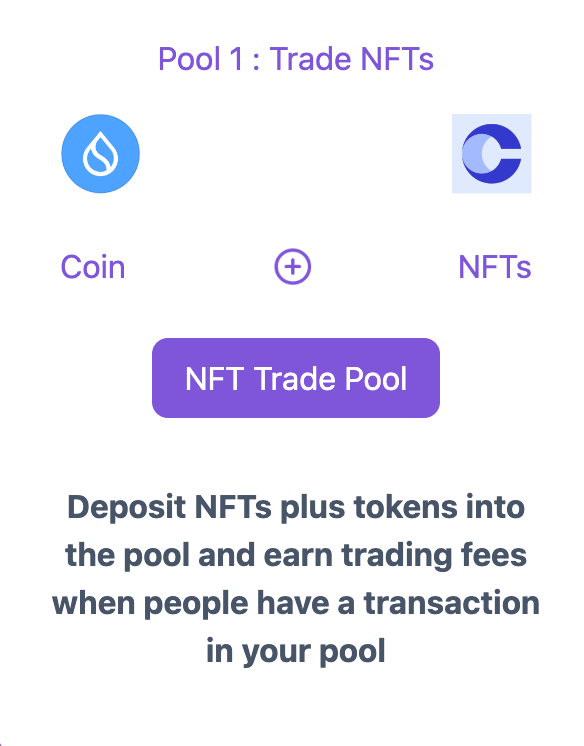 Pool 1 : Trade NFTs
Coin
NFTs
NFT Trade Pool
Deposit NFTs plus tokens into
the pool and earn trading fees
when people have a transaction
in your pool